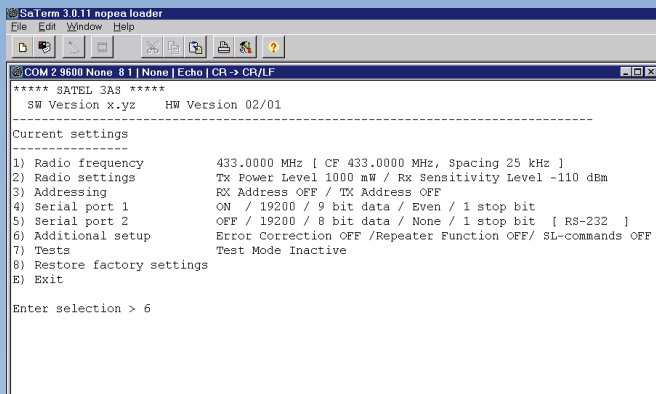 SaTerm 3.0.11 nopea loader
File Edit Window Help
COM 2 9600 None 8 1 | None | Echo | CR -> CR/LF
***** SATEL 3AS *****
SW Version x.yz HW Version 02/01
--------------------------------------------------------------------------------
Current settings
----------------
1) Radio frequency 433.0000 MHz [ CF 433.0000 MHz, Spacing 25 kHz ]
2) Radio settings Tx Power Level 1000 mW / Rx Sensitivity Level -110 dBm
3) Addressing RX Address OFF / TX Address OFF
4) Serial port 1 ON / 19200 / 9 bit data / Even / 1 stop bit
5) Serial port 2 OFF / 19200 / 8 bit data / None / 1 stop bit [ RS-232 ]
6) Additional setup Error Correction OFF /Repeater Function OFF/ SL-commands OFF
7) Tests Test Mode Inactive
8) Restore factory settings
E) Exit
Enter selection > 6